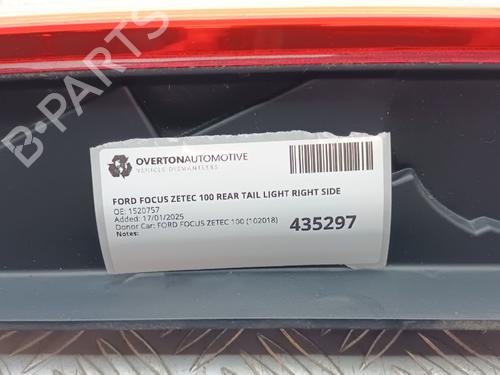 B-PARTS
OVERTONAUTOMOTIVE
VEHICLE DISMANTLERS
FORD FOCUS ZETEC 100 REAR TAIL LIGHT RIGHT SIDE
OE: 1520757
Added: 17/01/2025
Donor Car: FORD FOCUS ZETEC 100 (102018)
Notes:
435297